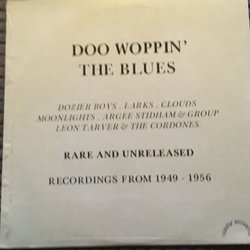 DOO WOPPIN'
THE BLUES
DOZIER BOYS . LARKS . CLOUDS
MOONLIGHTS . ARGEE STIDHAM & GROUP
LEON TARVER & THE CORDONES
RARE AND UNRELEASED
RECORDINGS FROM 1949 - 1956